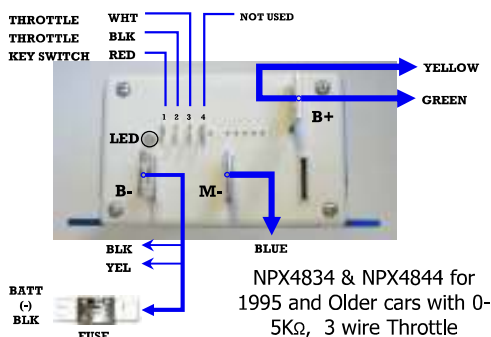 THROTTLE WHT
THROTTLE BLK
KEY SWITCH RED
NOT USED
1 2 3 4
YELLOW
GREEN
B+
LED
B-
M-
BLK
YEL
BLUE
BATT
(-)
BLK
FUSE
NPX4834 & NPX4844 for
1995 and Older cars with 0-
5KΩ, 3 wire Throttle